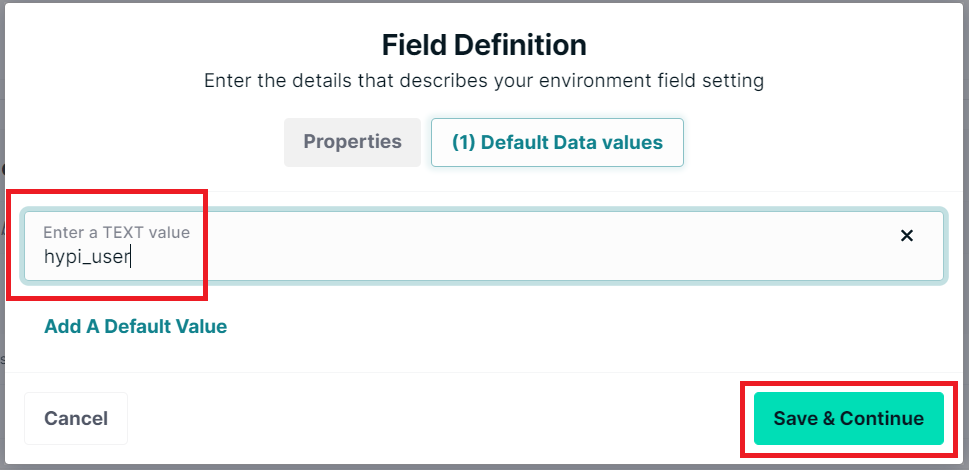 Field Definition
Enter the details that describes your environment field setting
Properties
(1) Default Data values
Enter a TEXT value
hypi_user
Add A Default Value
Cancel
Save & Continue